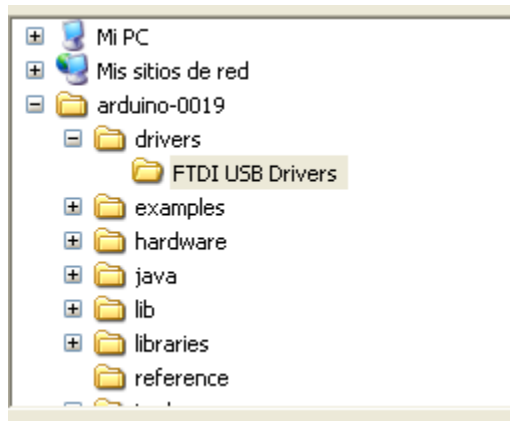 Mi PC
Mis sitios de red
arduino-0019
drivers
FTDI USB Drivers
examples
hardware
java
lib
libraries
reference